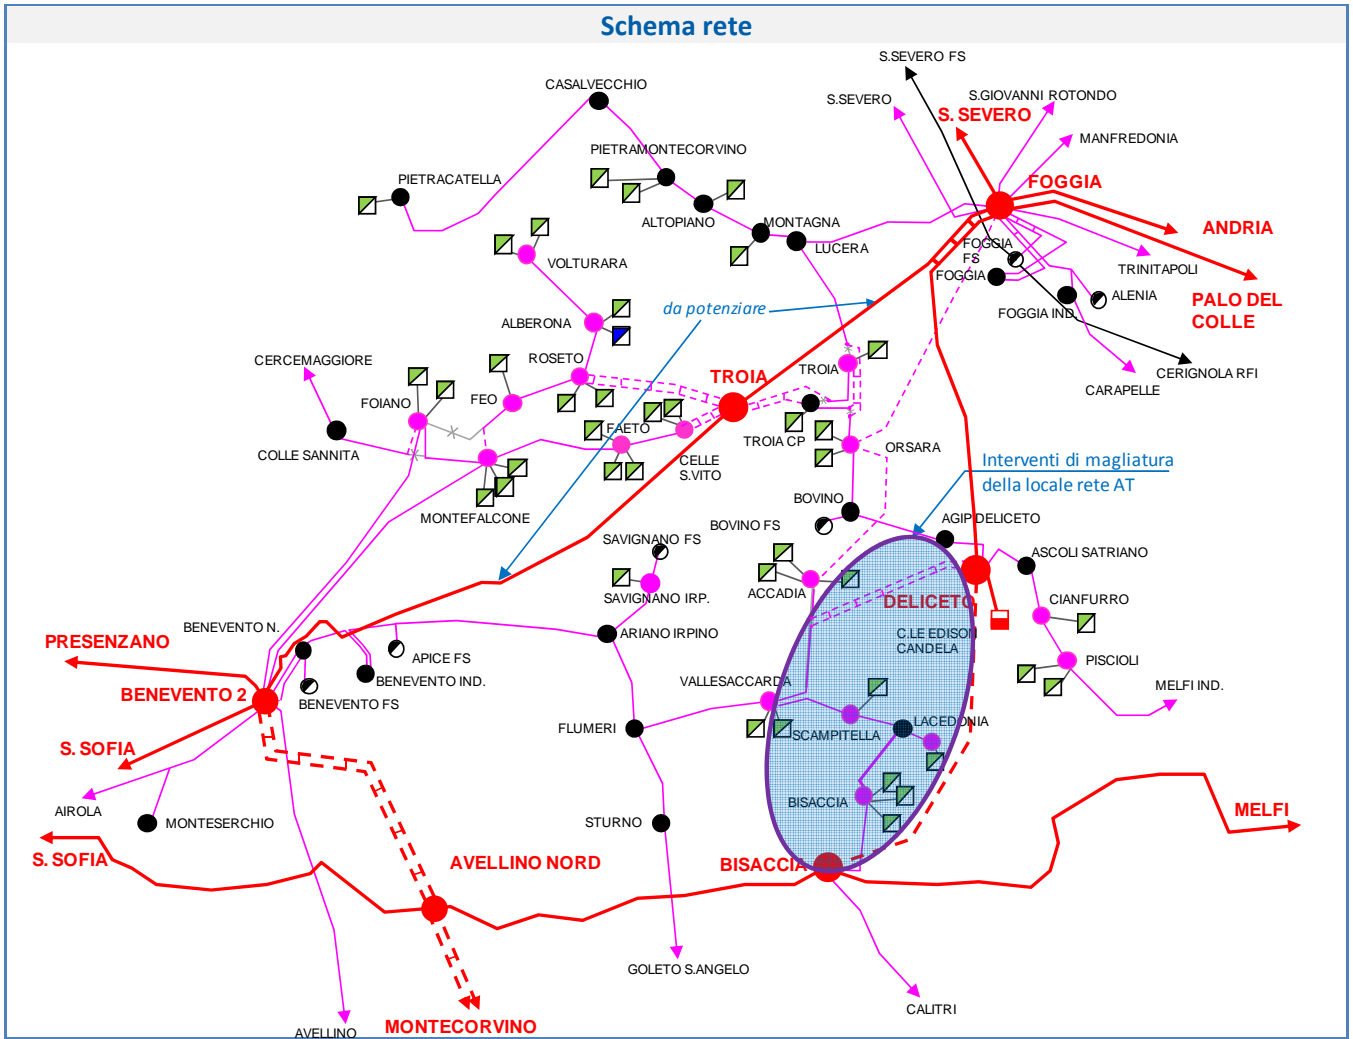 Schema rete
S.SEVERO FS
CASALVECCHIO
S.SEVERO
S.GIOVANNI ROTONDO
S. SEVERO
MANFREDONIA
PIETRAMONTECORVINO
PIETRACATELLA
FOGGIA
ALTOPIANO
MONTAGNA
LUCERA
ANDRIA
FOGGIA
FS
VOLTURARA
TRINITAPOLI
FOGGIA
ALENIA
PALO DEL
COLLE
da potenziare
FOGGIA IND.
ALBERONA
CERCEMAGGIORE
ROSETO
TROIA
TROIA
CERIGNOLA RFI
CARAPELLE
FOIANO
FEO
FAETO
TROIA CP
ORSARA
COLLE SANNITA
CELLE
S.VITO
Interventi di magliatura
della locale rete AT
MONTEFALCONE
BOVINO
BOVINO FS
AGIP DELICETO
SAVIGNANO FS
ASCOLI SATRIANO
ACCADIA
SAVIGNANO IRP.
DELICETO
CIANFURRO
BENEVENTO N.
ARIANO IRPINO
C.LE EDISON
CANDELA
PRESENZANO
APICE FS
PISCIOLI
BENEVENTO IND.
VALLESACCARDA
MELFI IND.
BENEVENTO 2
BENEVENTO FS
FLUMERI
LACEDONIA
SCAMPITELLA
S. SOFIA
BISACCIA
AIROLA
MONTESERCHIO
STURNO
MELFI
S. SOFIA
AVELLINO NORD
BISACCIA
GOLETO S.ANGELO
CALITRI
AVELLINO
MONTECORVINO